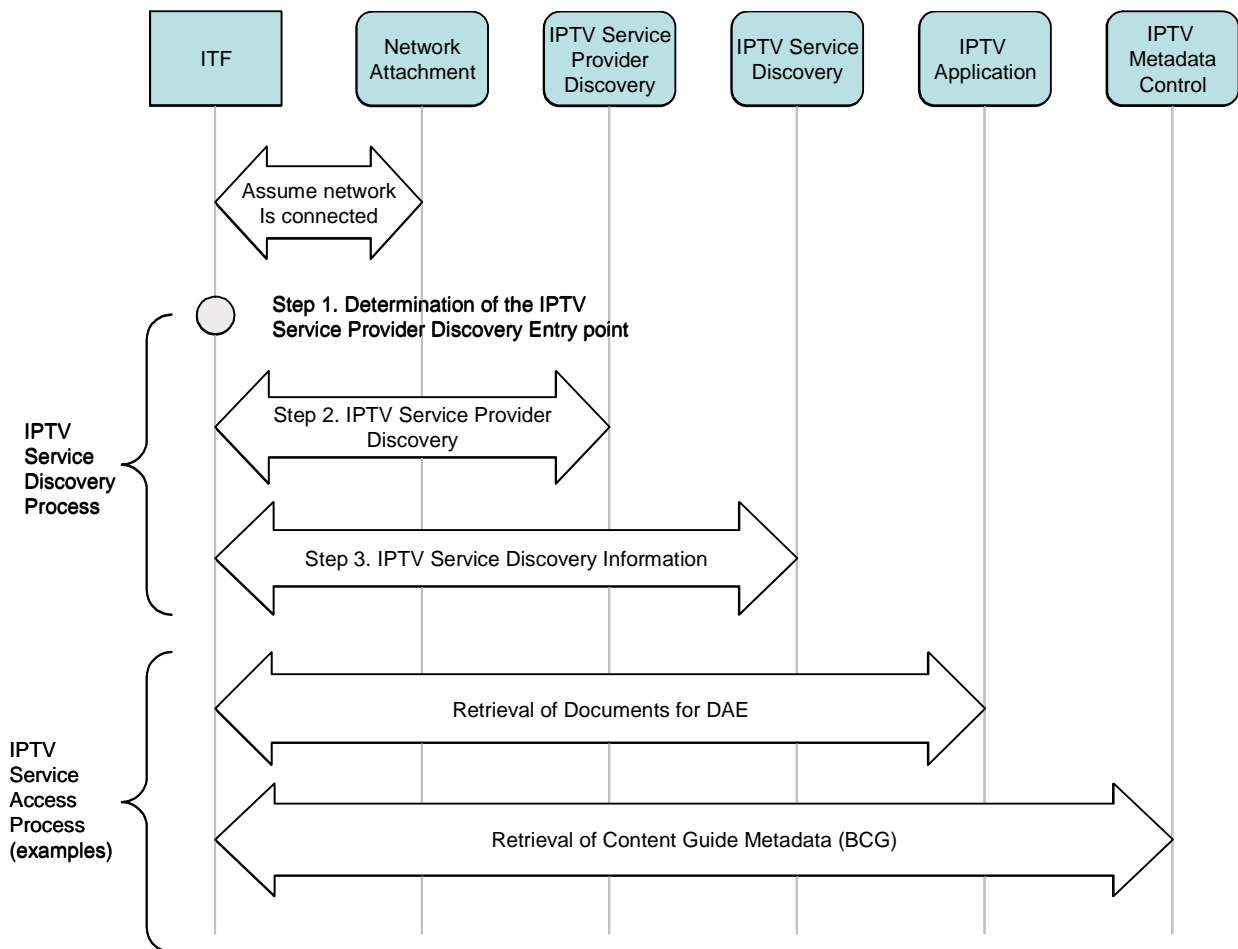 ITF
Network
Attachment
IPTV Service
Provider
Discovery
IPTV Service
Discovery
IPTV
Application
IPTV
Metadata
Control
Assume network
Is connected
Step 1. Determination of the IPTV
Service Provider Discovery Entry point
Step 2. IPTV Service Provider
Discovery
IPTV
Service
Discovery
Process
Step 3. IPTV Service Discovery Information
Retrieval of Documents for DAE
IPTV
Service
Access
Process
(examples)
Retrieval of Content Guide Metadata (BCG)